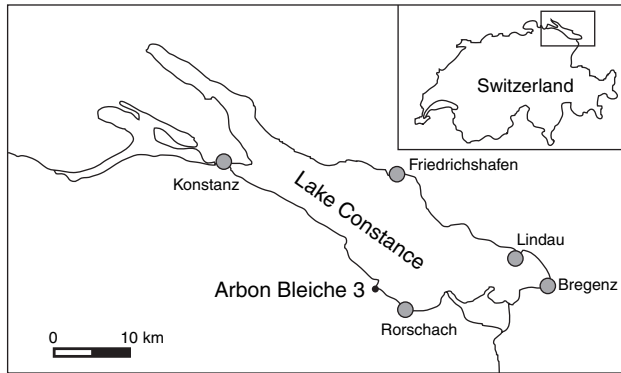 Switzerland
Friedrichshafen
Konstanz
Lake Constance
Lindau
Bregenz
Arbon Bleiche 3
Rorschach
0 10 km